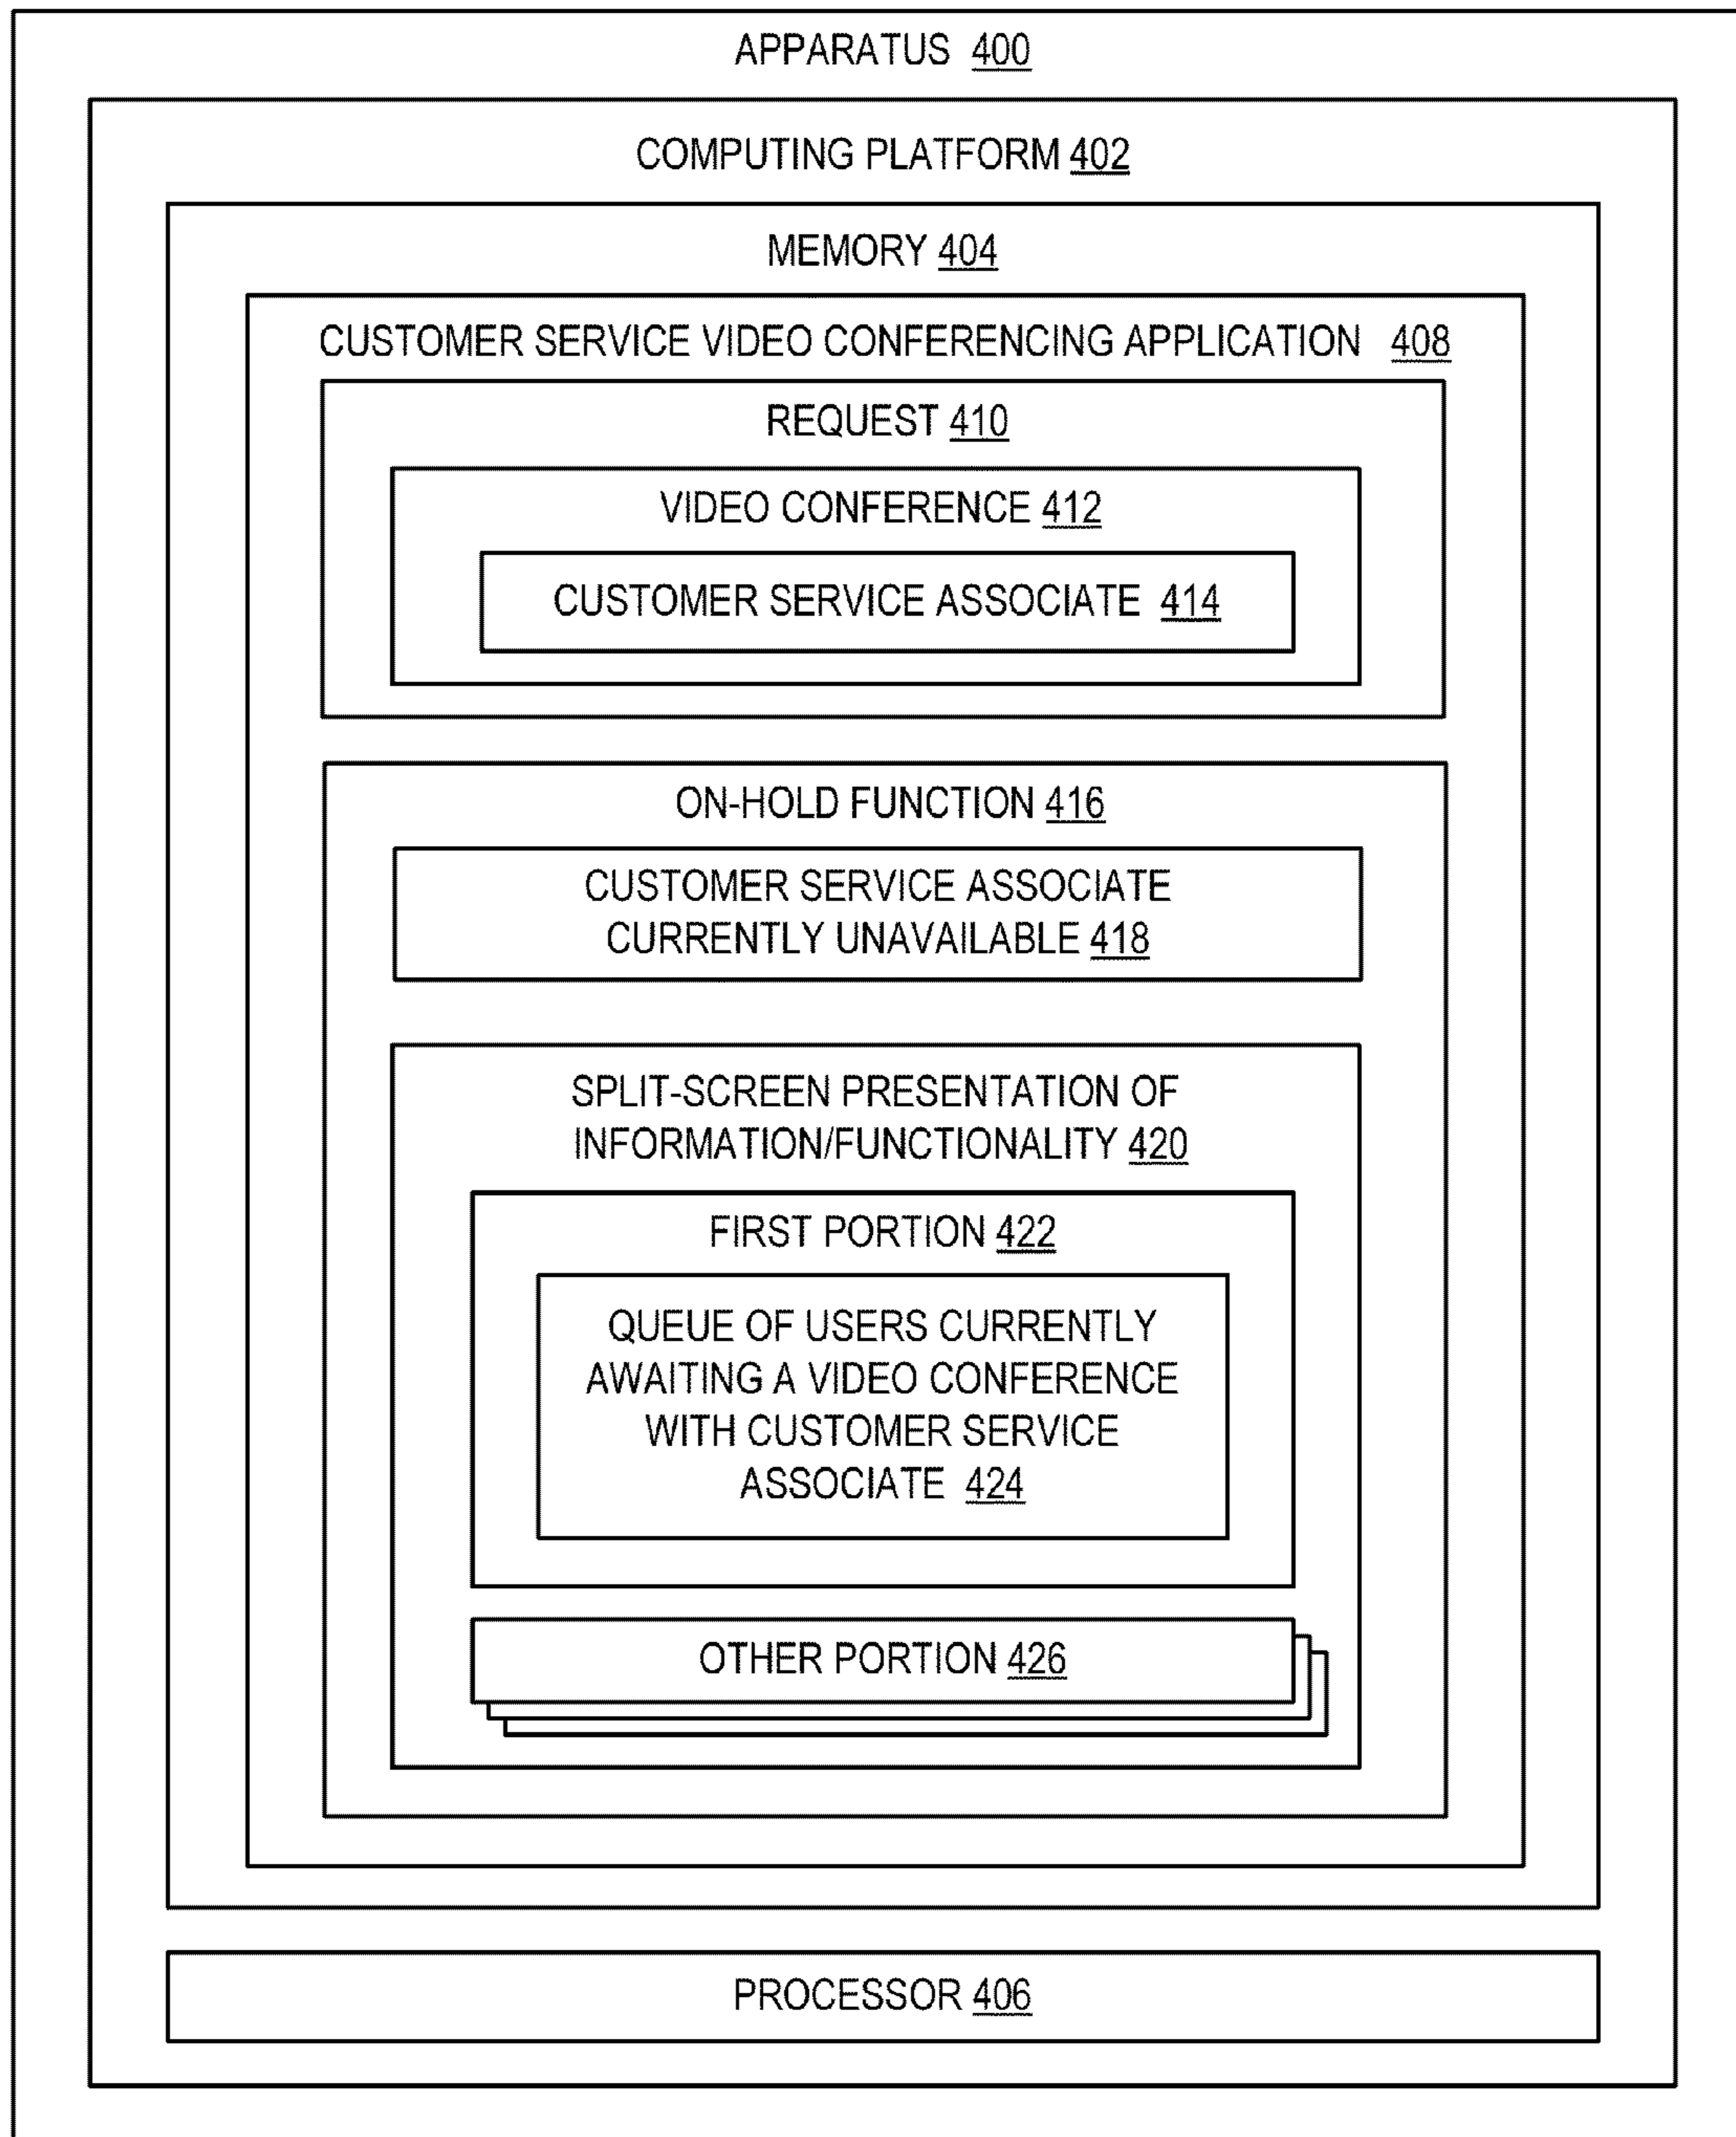 APPARATUS 400
COMPUTING PLATFORM 402
MEMORY 404
CUSTOMER SERVICE VIDEO CONFERENCING APPLICATION 408
REQUEST 410
VIDEO CONFERENCE 412
CUSTOMER SERVICE ASSOCIATE 414
ON-HOLD FUNCTION 416
CUSTOMER SERVICE ASSOCIATE
CURRENTLY UNAVAILABLE 418
SPLIT-SCREEN PRESENTATION OF
INFORMATION/FUNCTIONALITY 420
FIRST PORTION 422
QUEUE OF USERS CURRENTLY
AWAITING A VIDEO CONFERENCE
WITH CUSTOMER SERVICE
ASSOCIATE 424
OTHER PORTION 426
PROCESSOR 406